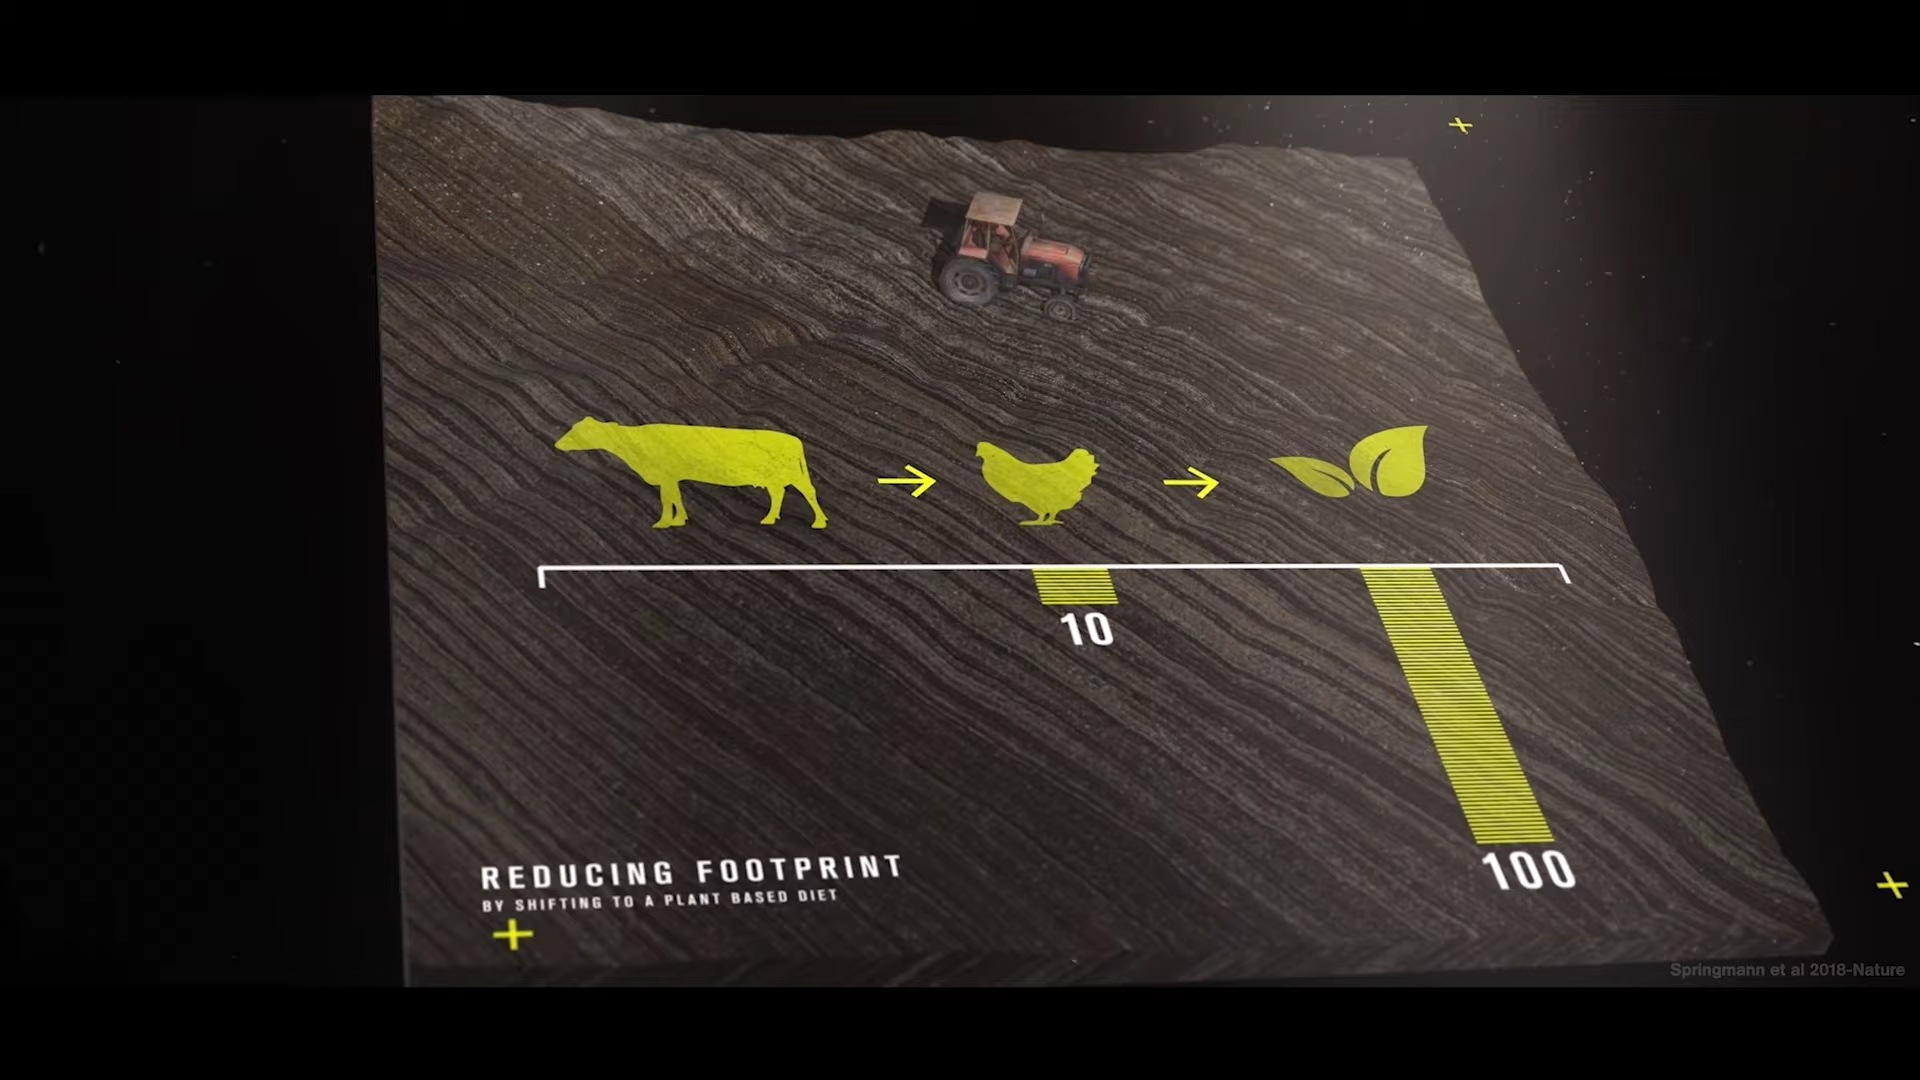 10
100
REDUCING FOOTPRINT
BY SHIFTING TO A PLANT BASED DIET
Springmann et al 2018-Nature